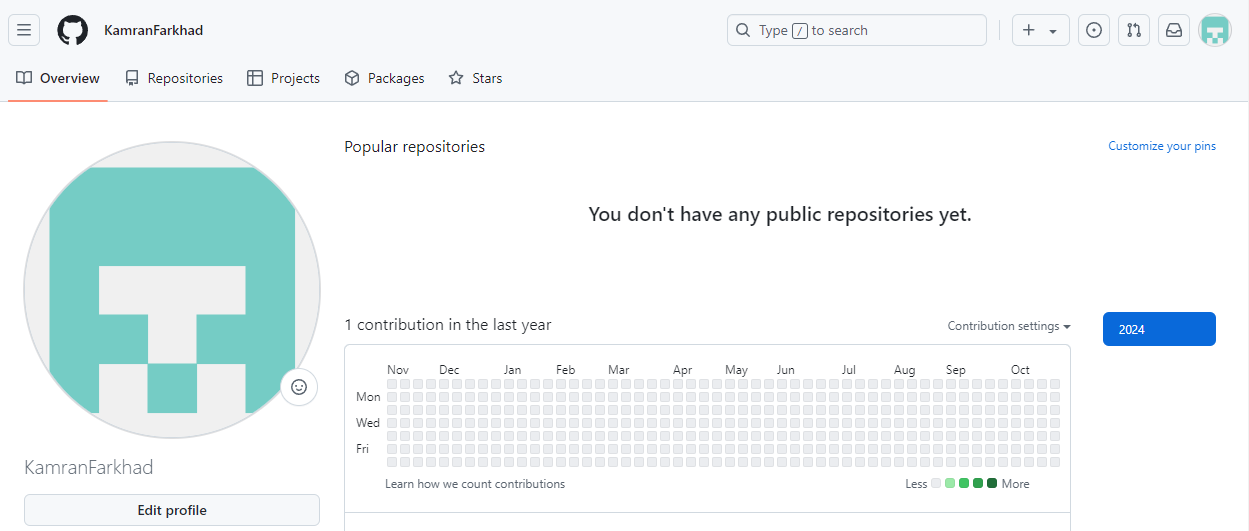 KamranFarkhad
Type / to search
Overview Repositories Projects Packages Stars
Popular repositories Customize your pins
You don't have any public repositories yet.
1 contribution in the last year Contribution settings 2024
Nov Dec Jan Feb Mar Apr May Jun Jul Aug Sep Oct
Mon
Wed
Fri
Learn how we count contributions Less More
KamranFarkhad
Edit profile